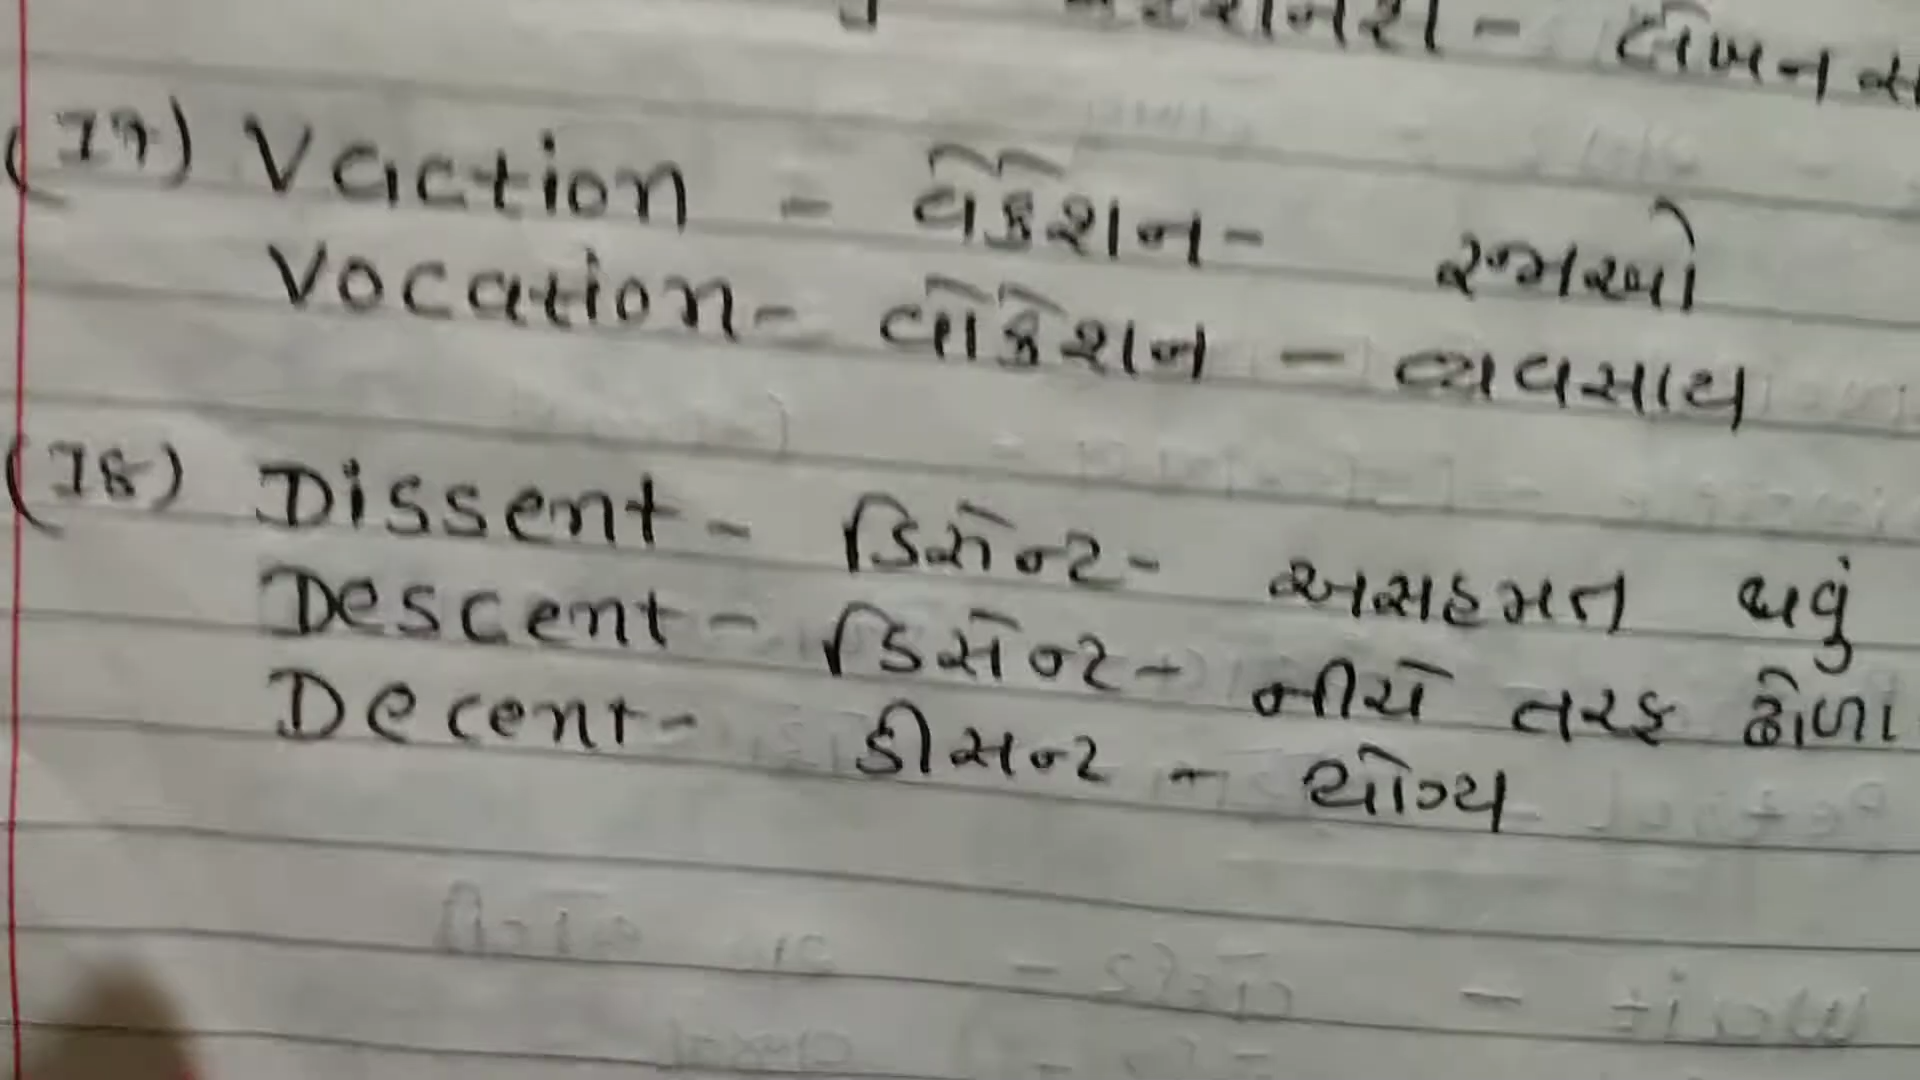 (17) Vaction - વેકેશન - રજાઓ
Vocation - વોકેશન - વ્યવસાય
(18) Dissent - ડિસેન્ટ - અસહમત થવું
Descent - ડિસેન્ટ - નીચે તરફ ઢોળા
Decent - ડીસન્ટ - યોગ્ય